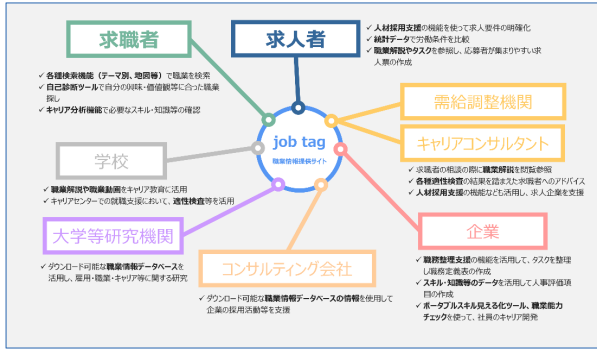 求職者
✓ 各種検索機能（テーマ別、地図等）で職業を検索
✓ 自己診断ツールで自分の興味・価値観等に合った職業
探し
✓ キャリア分析機能で必要なスキル・知識等の確認
求人者
✓ 人材採用支援の機能を使って求人要件の明確化
✓ 統計データで労働条件を比較
✓ 職業解説やタスクを参照し、応募者が集まりやすい求
人票の作成
job tag
職業情報提供サイト
需給調整機関
キャリアコンサルタント
✓ 求職者の相談の際に職業解説を閲覧参照
✓ 各種適性検査の結果を踏まえた求職者へのアドバイス
✓ 人材採用支援の機能なども活用し、求人企業を支援
学校
✓ 職業解説や職業動画をキャリア教育に活用
✓ キャリアセンターでの就職支援において、適性検査等を活用
大学等研究機関
✓ ダウンロード可能な職業情報データベースを
活用し、雇用・職業・キャリア等に関する研究
コンサルティング会社
✓ ダウンロード可能な職業情報データベースの情報を使用して
企業の採用活動等を支援
企業
✓ 職務整理支援の機能を活用して、タスクを整理
し職務定義表の作成
✓ スキル・知識等のデータを活用して人事評価項
目の作成
✓ ポータブルスキル見える化ツール、職業能力
チェックを使って、社員のキャリア開発